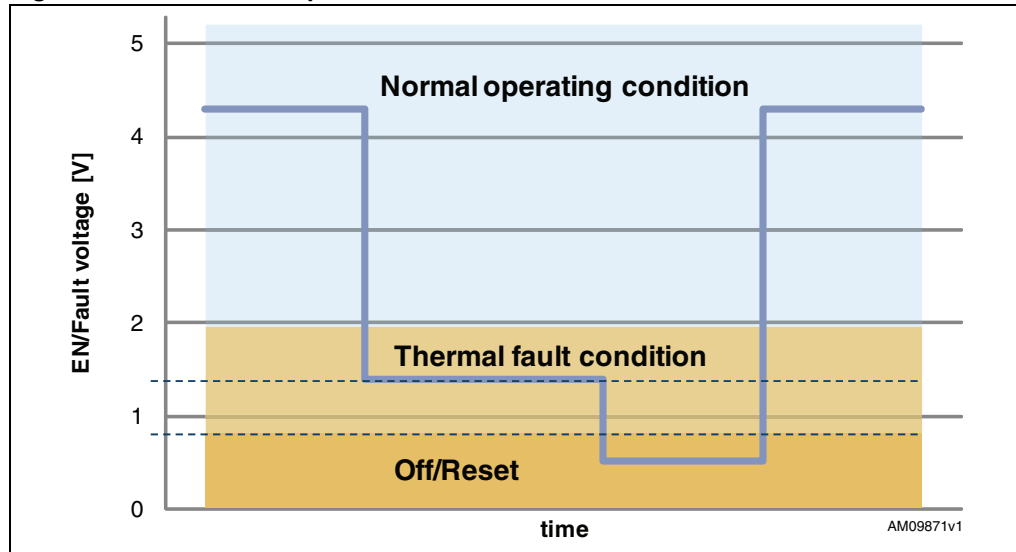 5
Normal operating condition
4
3
EN/Fault voltage [V]
2
Thermal fault condition
1
Off/Reset
0
time
AM09871v1